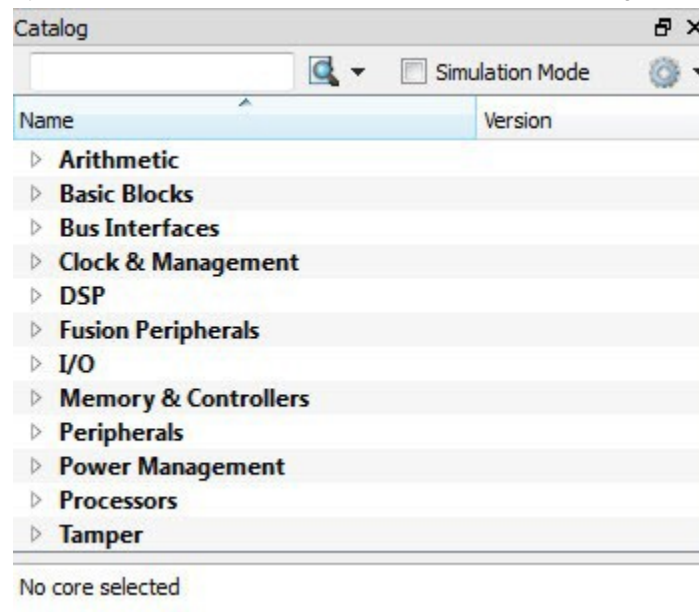 Catalog
Simulation Mode
Name Version
Arithmetic
Basic Blocks
Bus Interfaces
Clock & Management
DSP
Fusion Peripherals
I/O
Memory & Controllers
Peripherals
Power Management
Processors
Tamper
No core selected